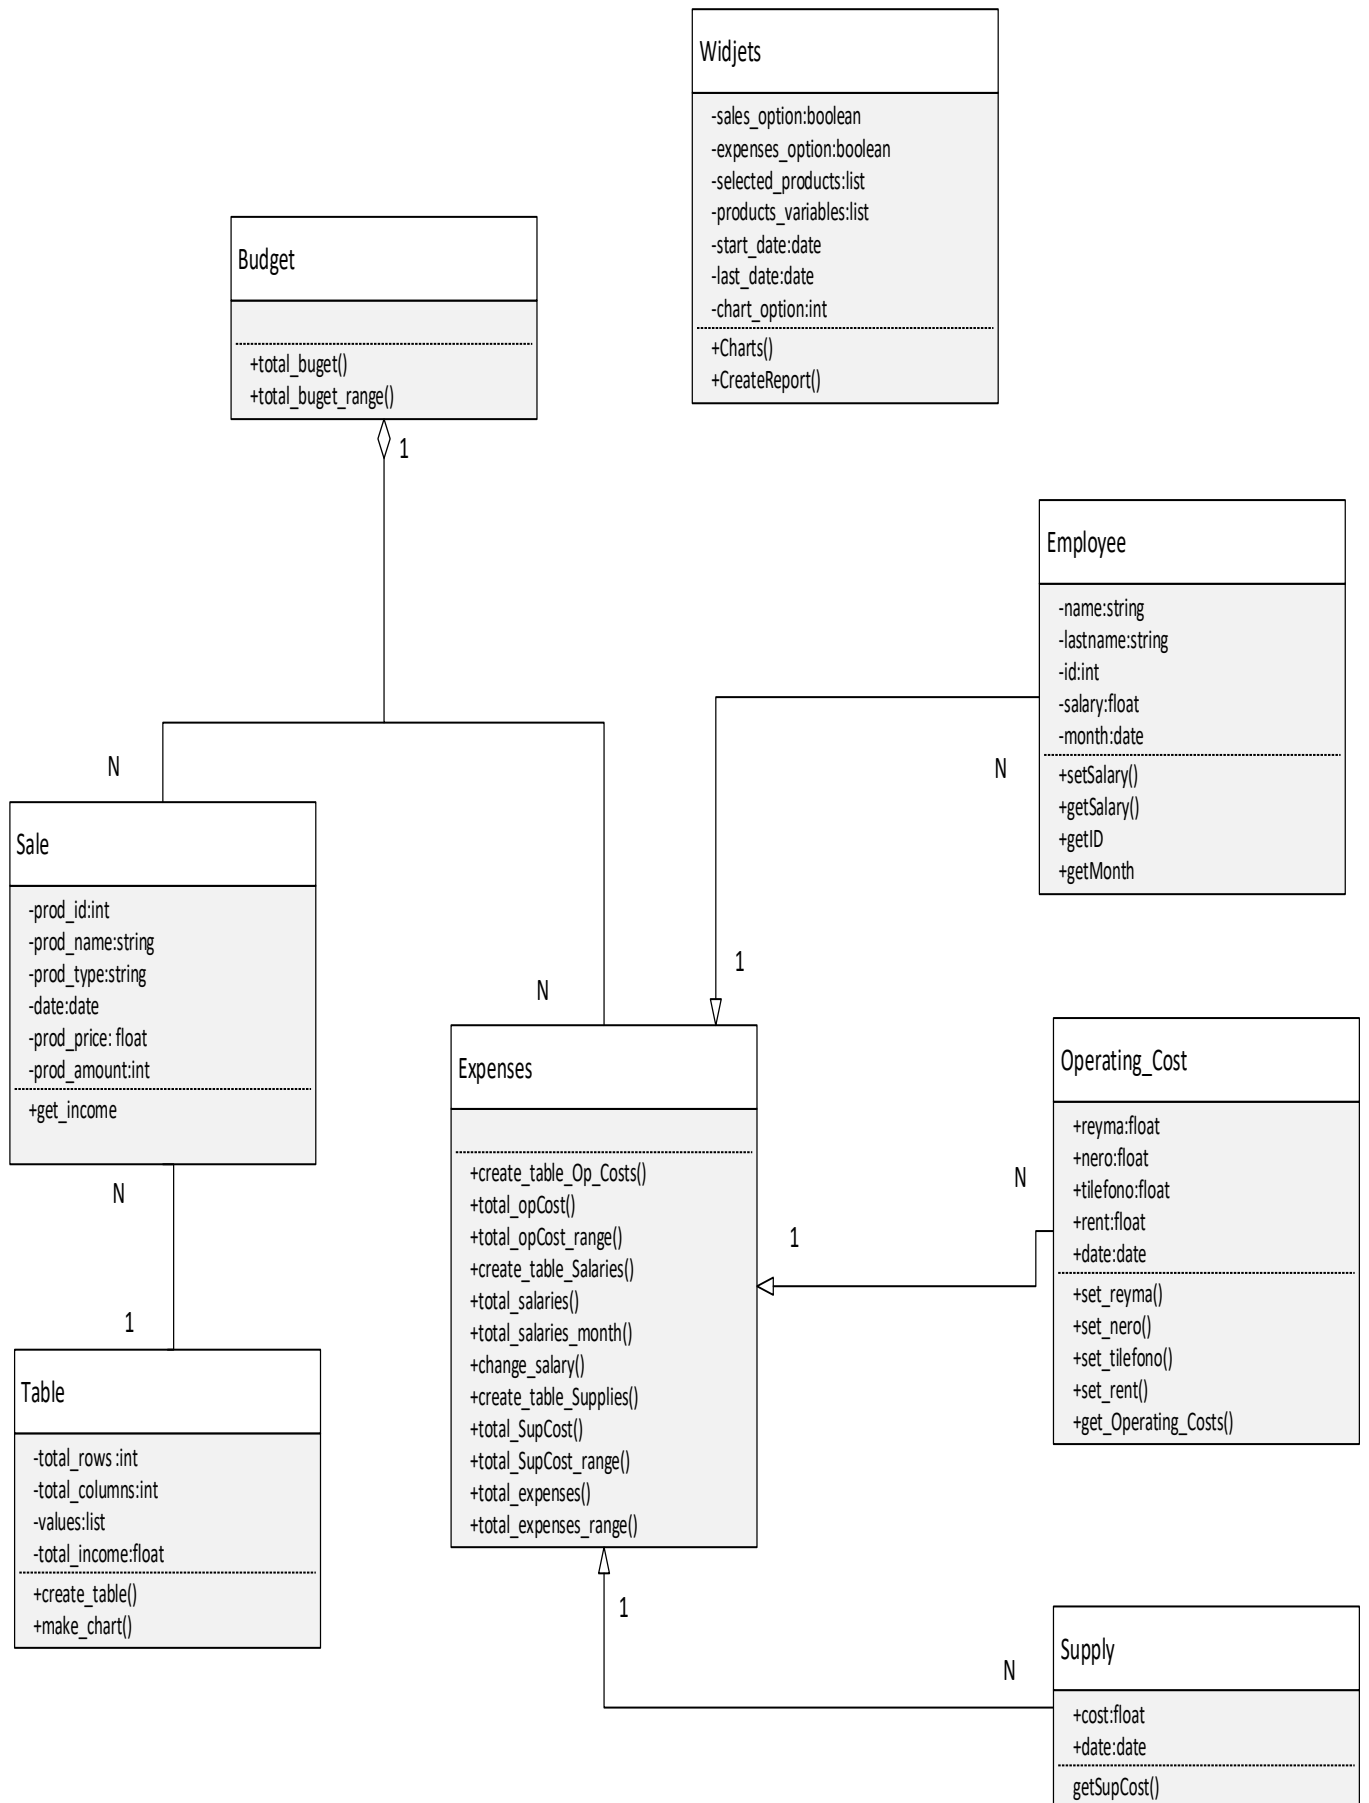 Widjets
-sales_option:boolean
-expenses_option:boolean
-selected_products:list
-products_variables:list
-start_date:date
-last_date:date
-chart_option:int
+Charts()
+CreateReport()
Budget
+total_buget()
+total_buget_range()
1
Employee
-name:string
-lastname:string
-id:int
-salary:float
-month:date
+setSalary()
+getSalary()
+getID
+getMonth
N
N
Sale
-prod_id:int
-prod_name:string
-prod_type:string
-date:date
-prod_price: float
-prod_amount:int
+get_income
1
N
Expenses
+create_table_Op_Costs()
+total_opCost()
+total_opCost_range()
+create_table_Salaries()
+total_salaries()
+total_salaries_month()
+change_salary()
+create_table_Supplies()
+total_SupCost()
+total_SupCost_range()
+total_expenses()
+total_expenses_range()
Operating_Cost
+reyma:float
+nero:float
+tilefono:float
+rent:float
+date:date
+set_reyma()
+set_nero()
+set_tilefono()
+set_rent()
+get_Operating_Costs()
N
1
N
1
Table
-total_rows :int
-total_columns:int
-values:list
-total_income:float
+create_table()
+make_chart()
1
N
Supply
+cost:float
+date:date
getSupCost()